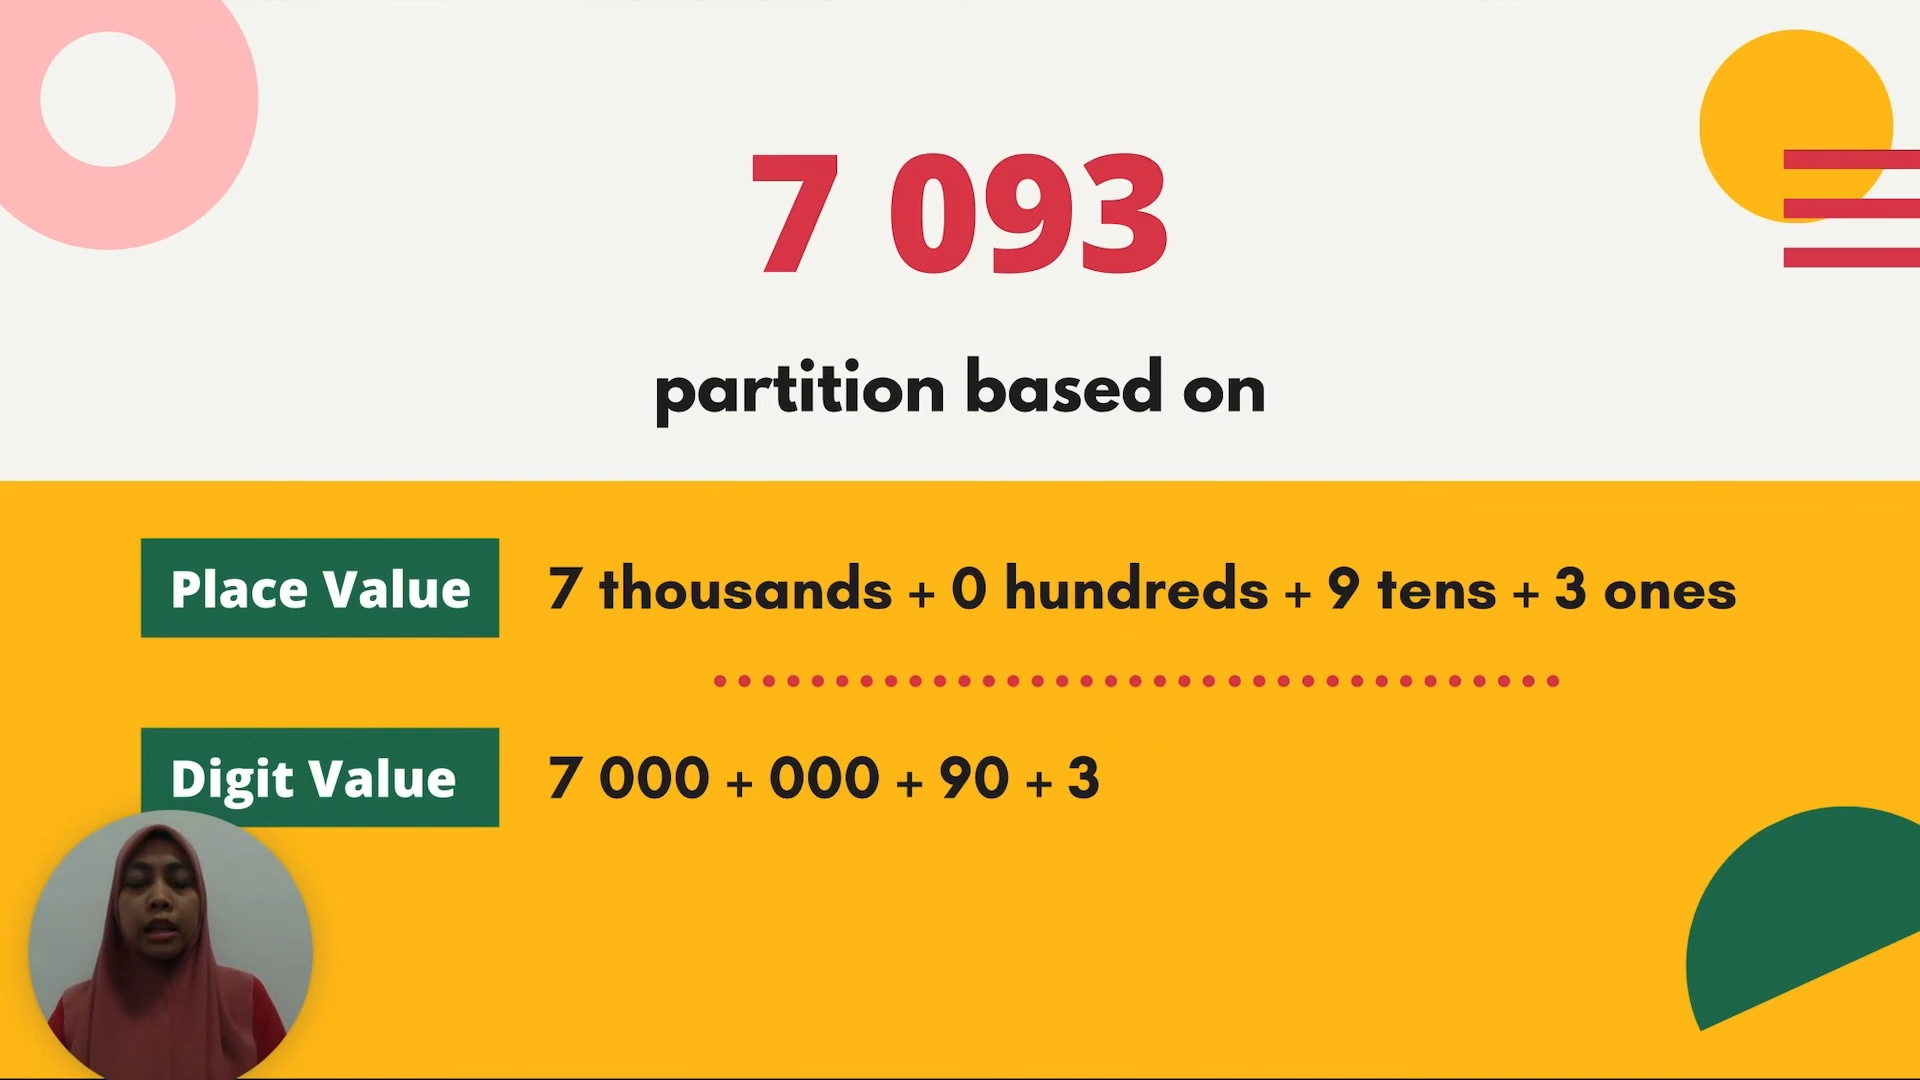 7 093
partition based on
Place Value
7 thousands + 0 hundreds + 9 tens + 3 ones
Digit Value
7 000 + 000 + 90 + 3